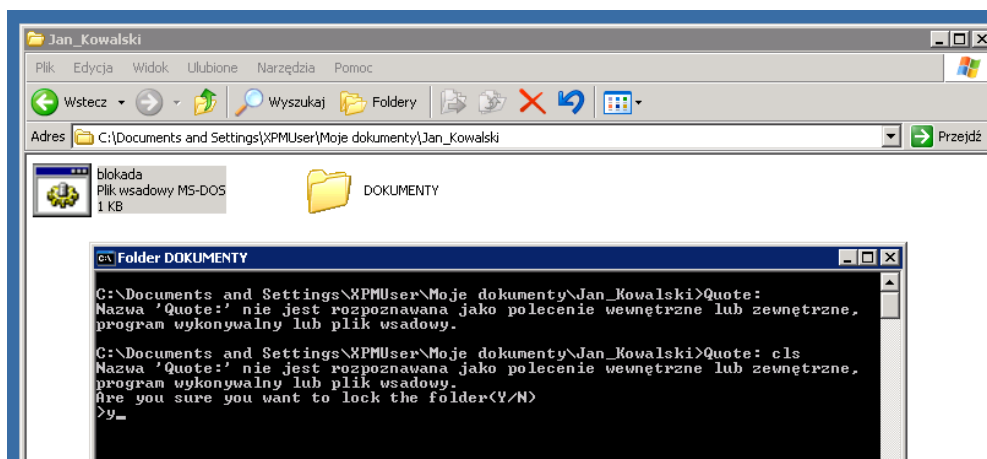 Jan_Kowalski
Plik Edycja Widok Ulubione Narzędzia Pomoc
Wstecz Wyszukaj Foldery
Adres C:\Documents and Settings\XPMUser\Moje dokumenty\Jan_Kowalski Przejdź
blokada
Plik wsadowy MS-DOS
1 KB
DOKUMENTY
C:\ Folder DOKUMENTY
C:\Documents and Settings\XPMUser\Moje dokumenty\Jan_Kowalski>Quote:
Nazwa 'Quote:' nie jest rozpoznawana jako polecenie wewnętrzne lub zewnętrzne,
program wykonywalny lub plik wsadowy.
C:\Documents and Settings\XPMUser\Moje dokumenty\Jan_Kowalski>Quote: cls
Nazwa 'Quote:' nie jest rozpoznawana jako polecenie wewnętrzne lub zewnętrzne,
program wykonywalny lub plik wsadowy.
Are you sure you want to lock the folder(Y/N)
>y_